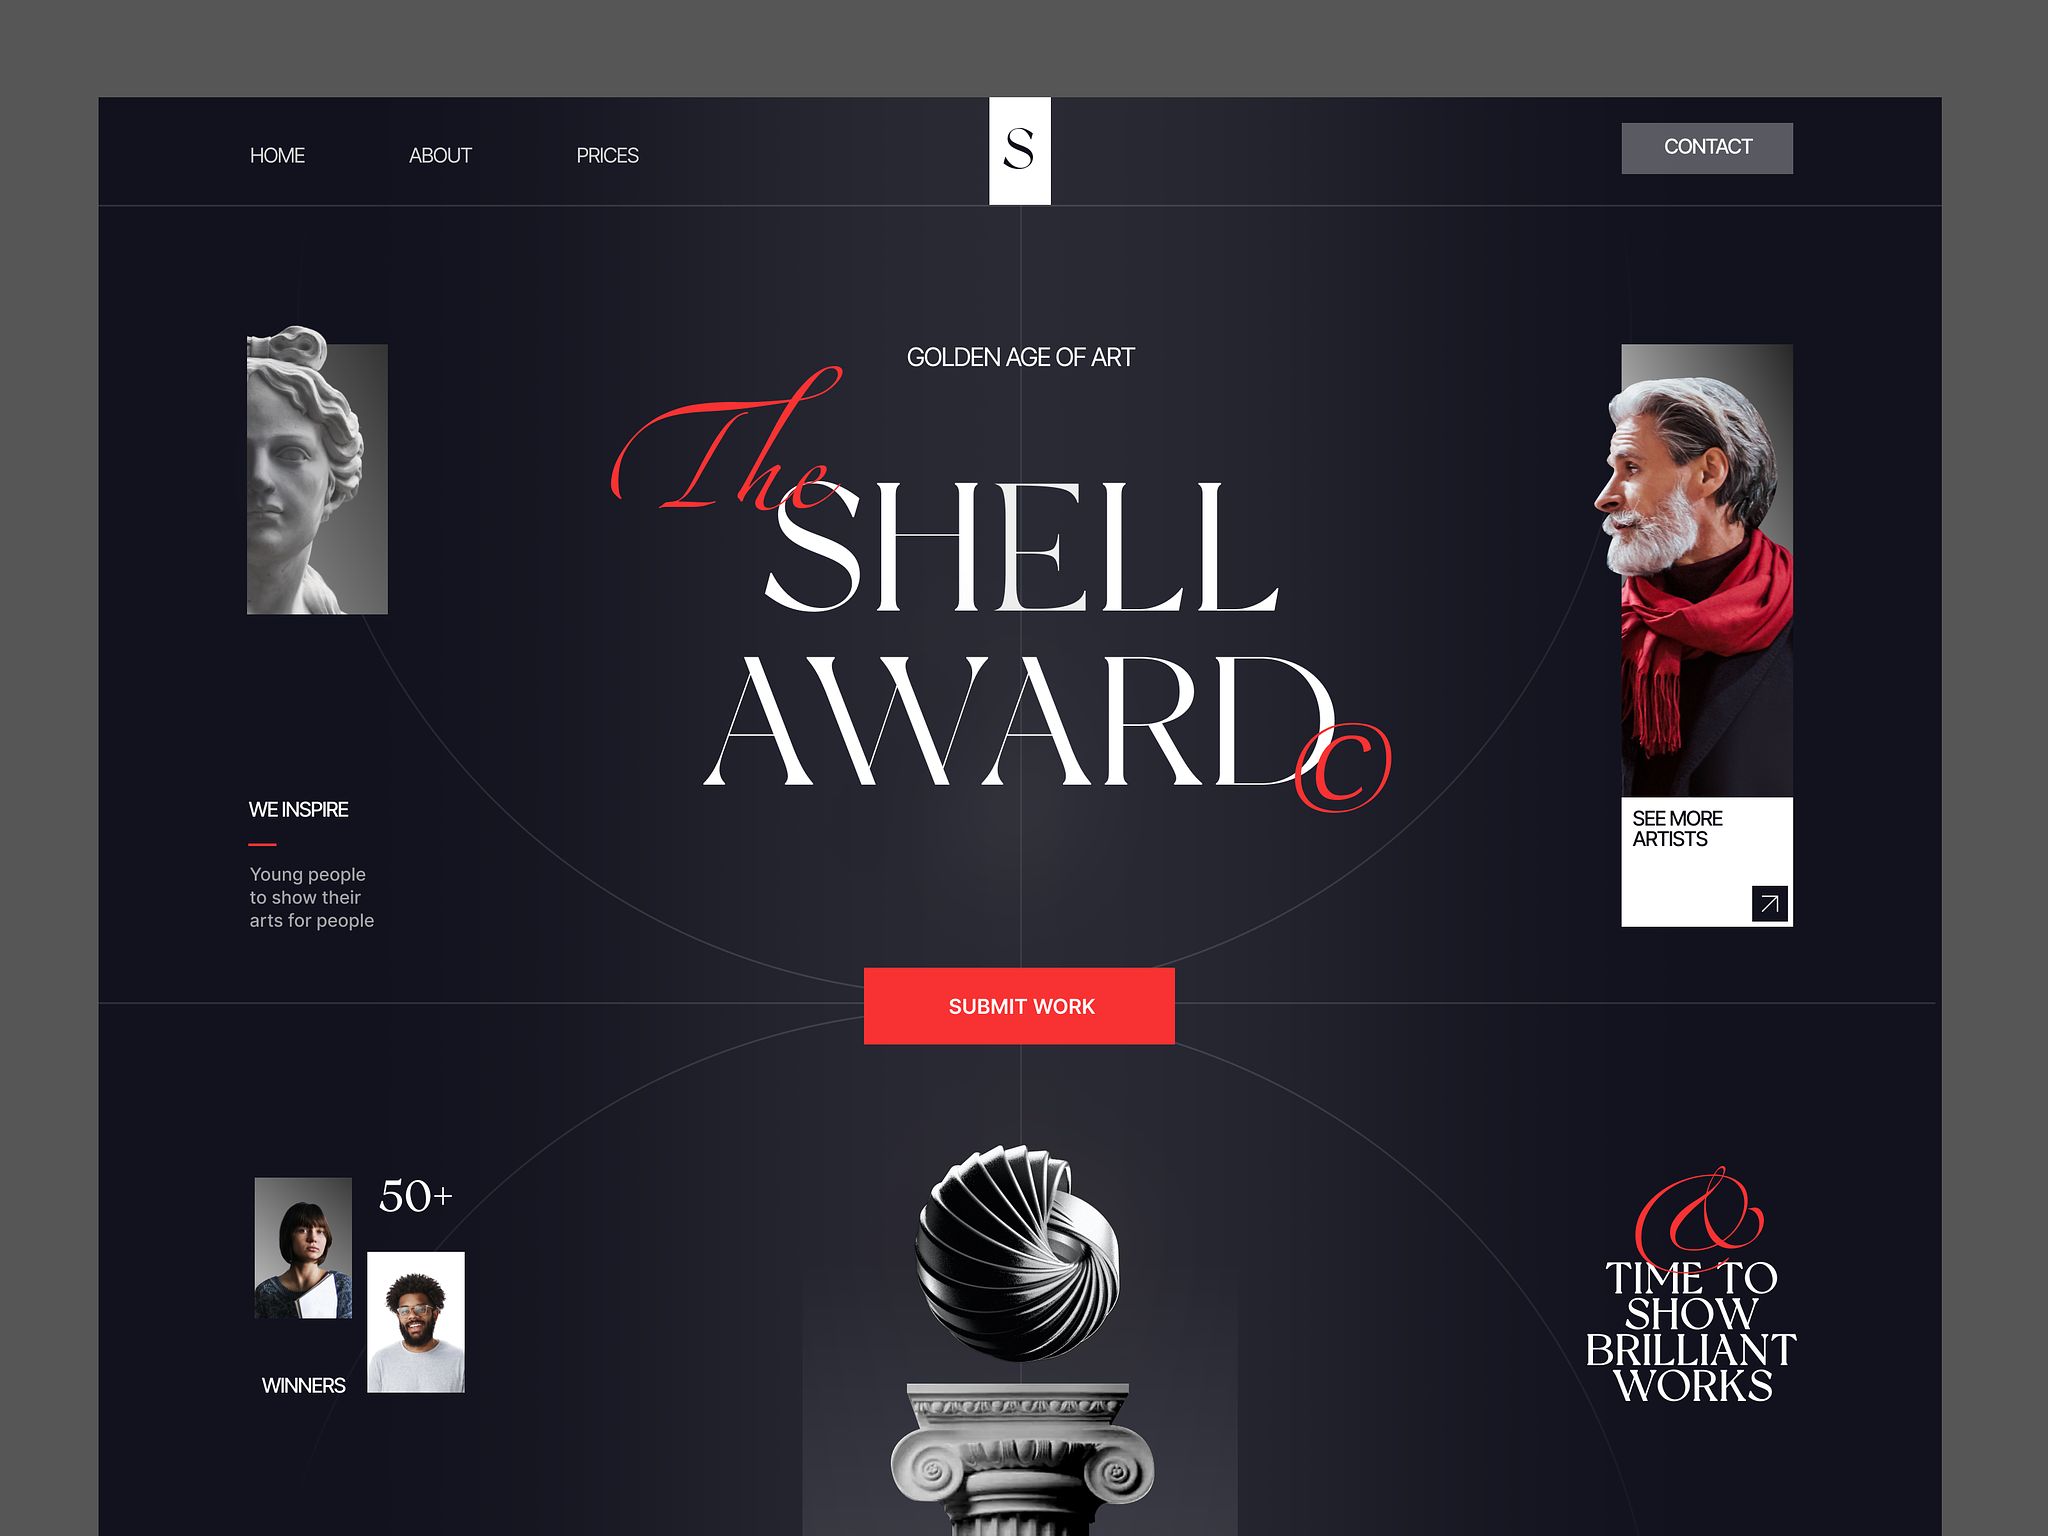 HOME
ABOUT
PRICES
S
CONTACT
GOLDEN AGE OF ART
The
SHELL
AWARD©
WE INSPIRE
Young people
to show their
arts for people
SEE MORE
ARTISTS
SUBMIT WORK
50+
WINNERS
&
TIME TO
SHOW
BRILLIANT
WORKS